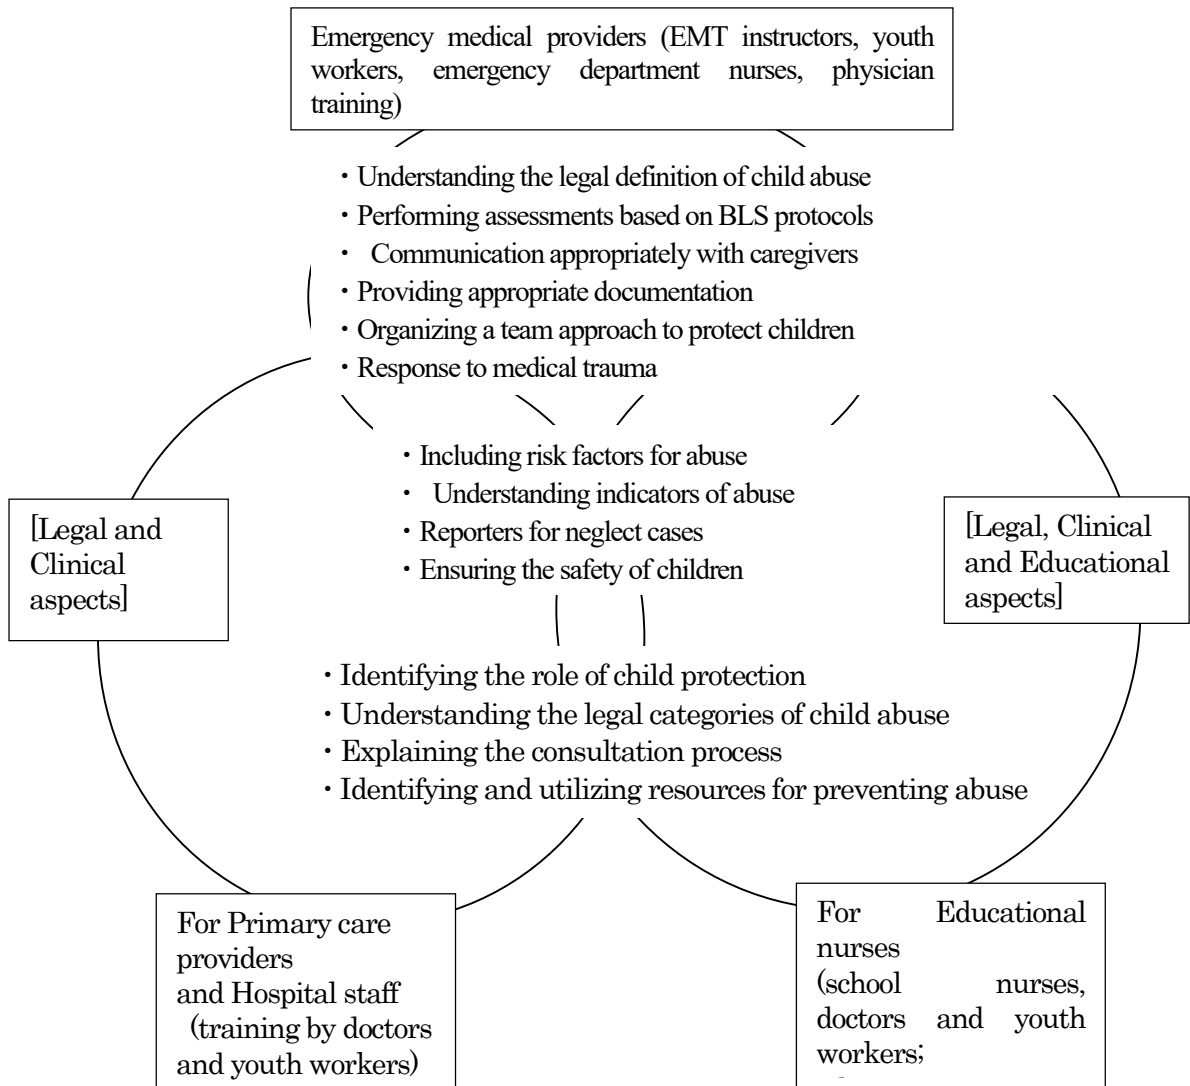 Emergency medical providers (EMT instructors, youth
workers, emergency department nurses, physician
training)
・Understanding the legal definition of child abuse
・Performing assessments based on BLS protocols
・ Communication appropriately with caregivers
・Providing appropriate documentation
・Organizing a team approach to protect children
・Response to medical trauma
・Including risk factors for abuse
・ Understanding indicators of abuse
・Reporters for neglect cases
・Ensuring the safety of children
[Legal and
Clinical
aspects]
[Legal, Clinical
and Educational
aspects]
・Identifying the role of child protection
・Understanding the legal categories of child abuse
・Explaining the consultation process
・Identifying and utilizing resources for preventing abuse
For Primary care
providers
and Hospital staff
(training by doctors
and youth workers)
For Educational
nurses
(school nurses,
doctors and youth
workers;